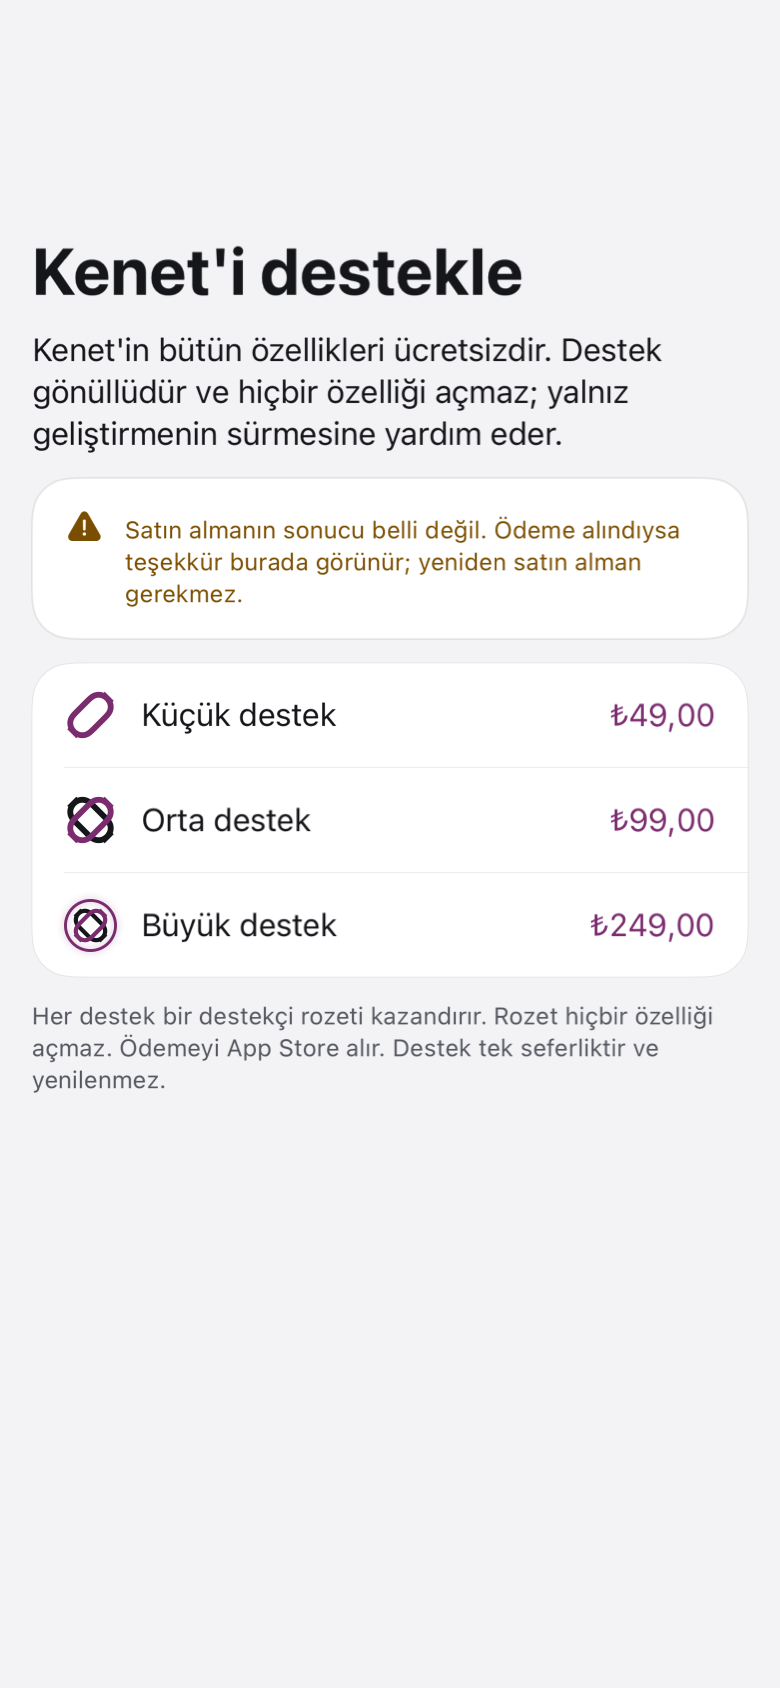 Kenet'i destekle
Kenet'in bütün özellikleri ücretsizdir. Destek
gönüllüdür ve hiçbir özelliği açmaz; yalnız
geliştirmenin sürmesine yardım eder.
Satın almanın sonucu belli değil. Ödeme alındıysa
teşekkür burada görünür; yeniden satın alman
gerekmez.
Küçük destek ₺49,00
Orta destek ₺99,00
Büyük destek ₺249,00
Her destek bir destekçi rozeti kazandırır. Rozet hiçbir özelliği
açmaz. Ödemeyi App Store alır. Destek tek seferliktir ve
yenilenmez.